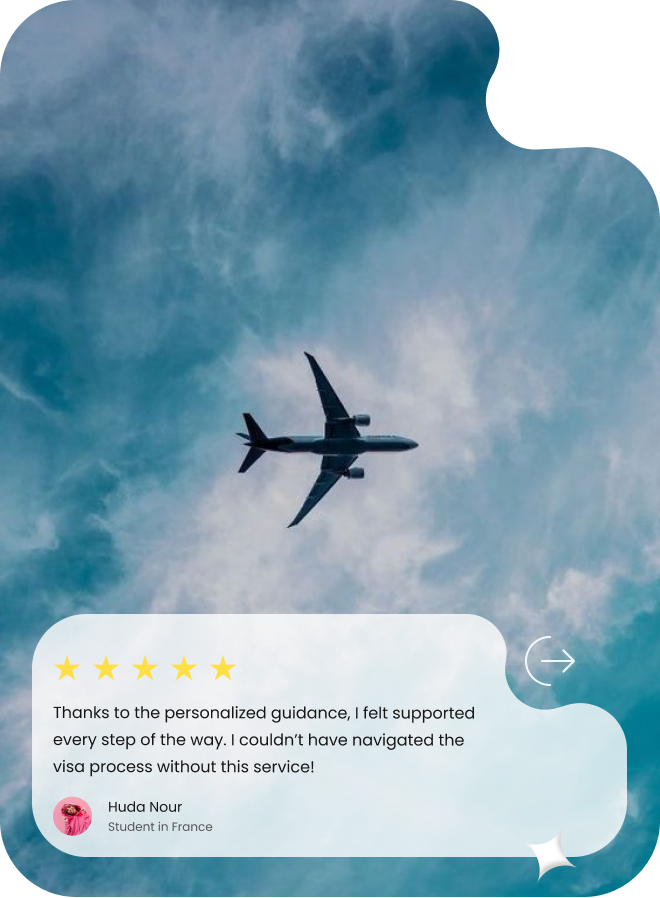 Thanks to the personalized guidance, I felt supported
every step of the way. I couldn’t have navigated the
visa process without this service!
Huda Nour
Student in France